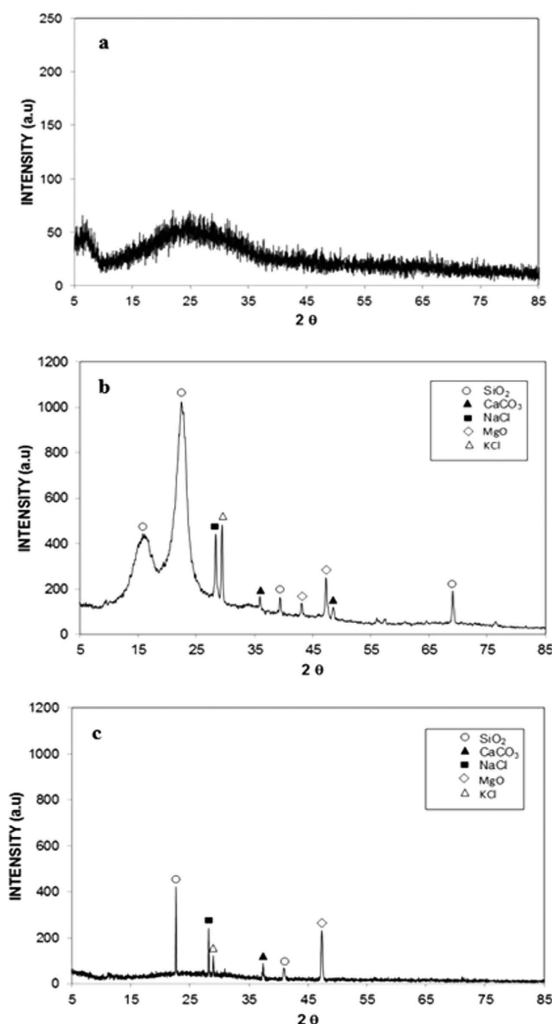 a
250
200
150
100
50
0
INTENSITY (a.u)
5 15 25 35 45 55 65 75 85
2 θ
b
1200
1000
800
600
400
200
0
INTENSITY (a.u)
SiO₂
CaCO₃
NaCl
MgO
KCl
5 15 25 35 45 55 65 75 85
2 θ
c
1200
1000
800
600
400
200
0
INTENSITY (a.u)
SiO₂
CaCO₃
NaCl
MgO
KCl
5 15 25 35 45 55 65 75 85
2 θ